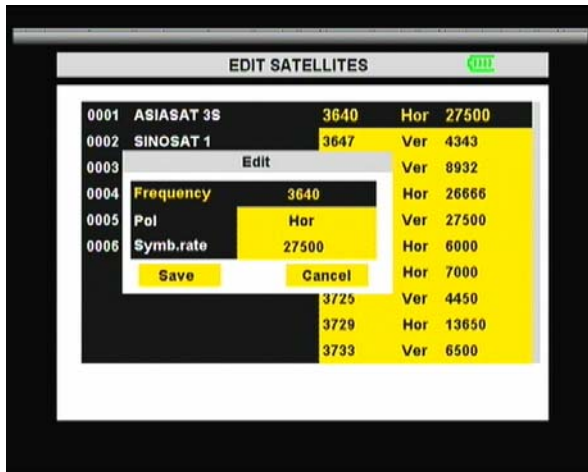 EDIT SATELLITES
0001 ASIASAT 3S 3640 Hor 27500
0002 SINOSAT 1 3647 Ver 4343
0003 Ver 8932
0004 Hor 26666
0005 Ver 27500
0006 Hor 6000
Hor 7000
3725 Ver 4450
3729 Hor 13650
3733 Ver 6500
Edit
Frequency 3640
Pol Hor
Symb.rate 27500
Save Cancel